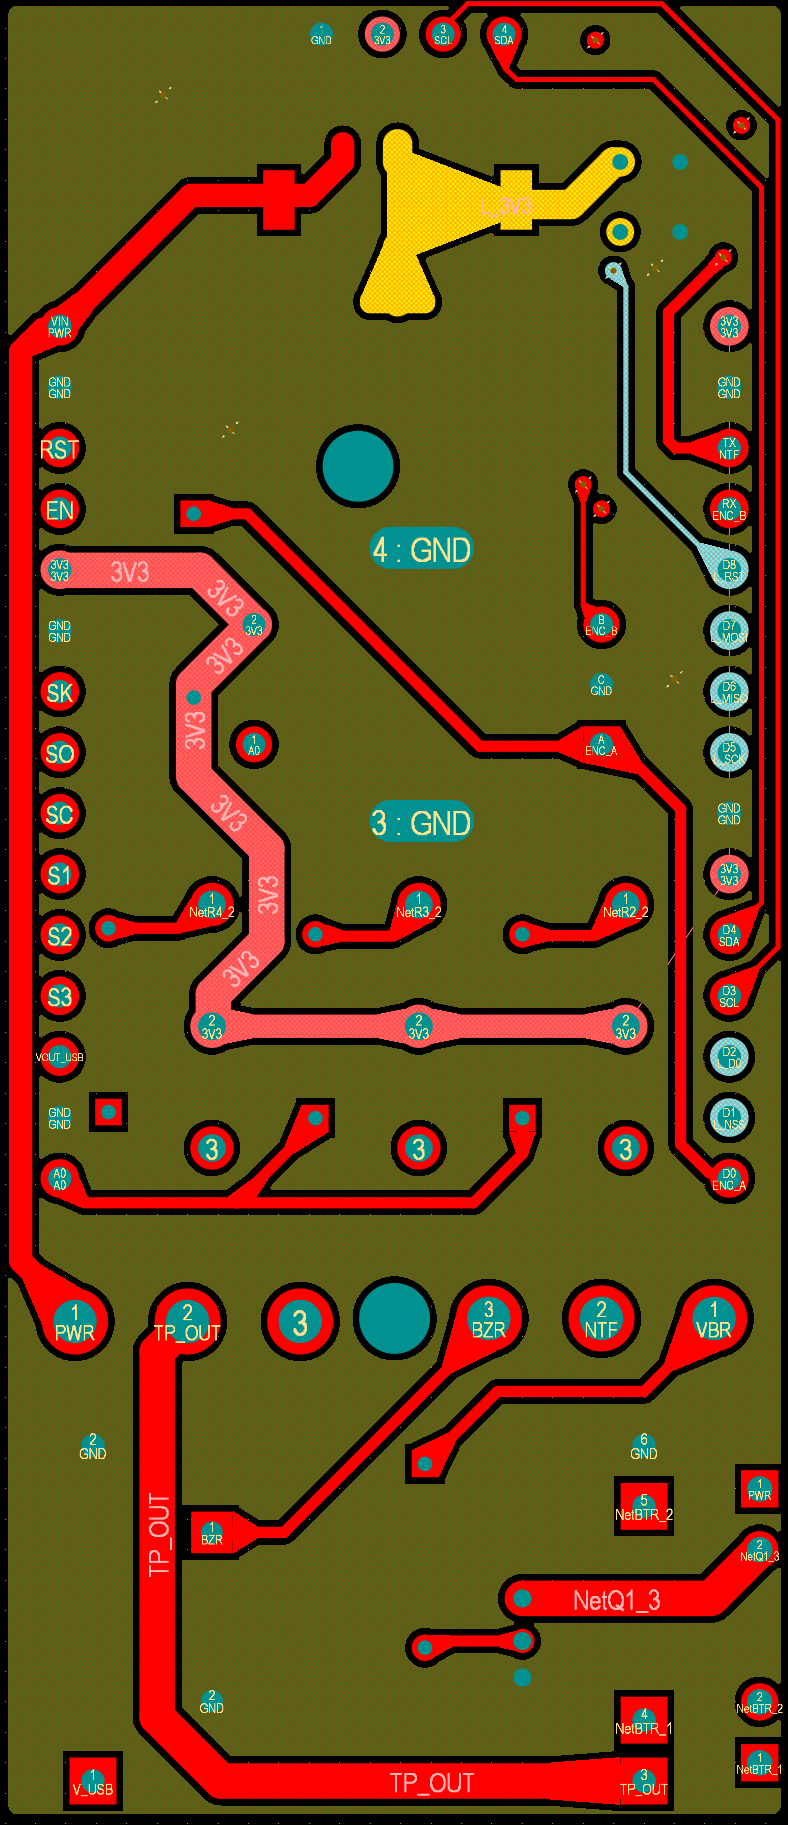 1
GND
2
3V3
3
SCL
4
SDA
L_3V3
VIN
PWR
3V3
3V3
GND
GND
GND
GND
RST
TX
NTF
EN
RX
ENC_B
4 : GND
3V3
3V3
3V3
3V3
D8
L_RST
2
3V3
B
ENC_B
GND
GND
D7
L_MOSI
3V3
C
GND
SK
D6
L_MISO
3V3
1
A0
A
ENC_A
SO
D5
L_SCK
SC
3V3
3 : GND
GND
GND
S1
3V3
3V3
3V3
1
NetR4_2
1
NetR3_2
1
NetR2_2
S2
D4
SDA
3V3
S3
D3
SCL
2
3V3
2
3V3
2
3V3
VOUT_USB
D2
L_D0
GND
GND
D1
L_NSS
3
3
3
A0
A0
D0
ENC_A
1
PWR
2
TP_OUT
3
3
BZR
2
NTF
1
VBR
2
GND
6
GND
1
PWR
5
NetBTR_2
TP_OUT
1
BZR
2
NetQ1_3
NetQ1_3
2
GND
2
NetBTR_2
4
NetBTR_1
1
NetBTR_1
1
V_USB
TP_OUT
3
TP_OUT